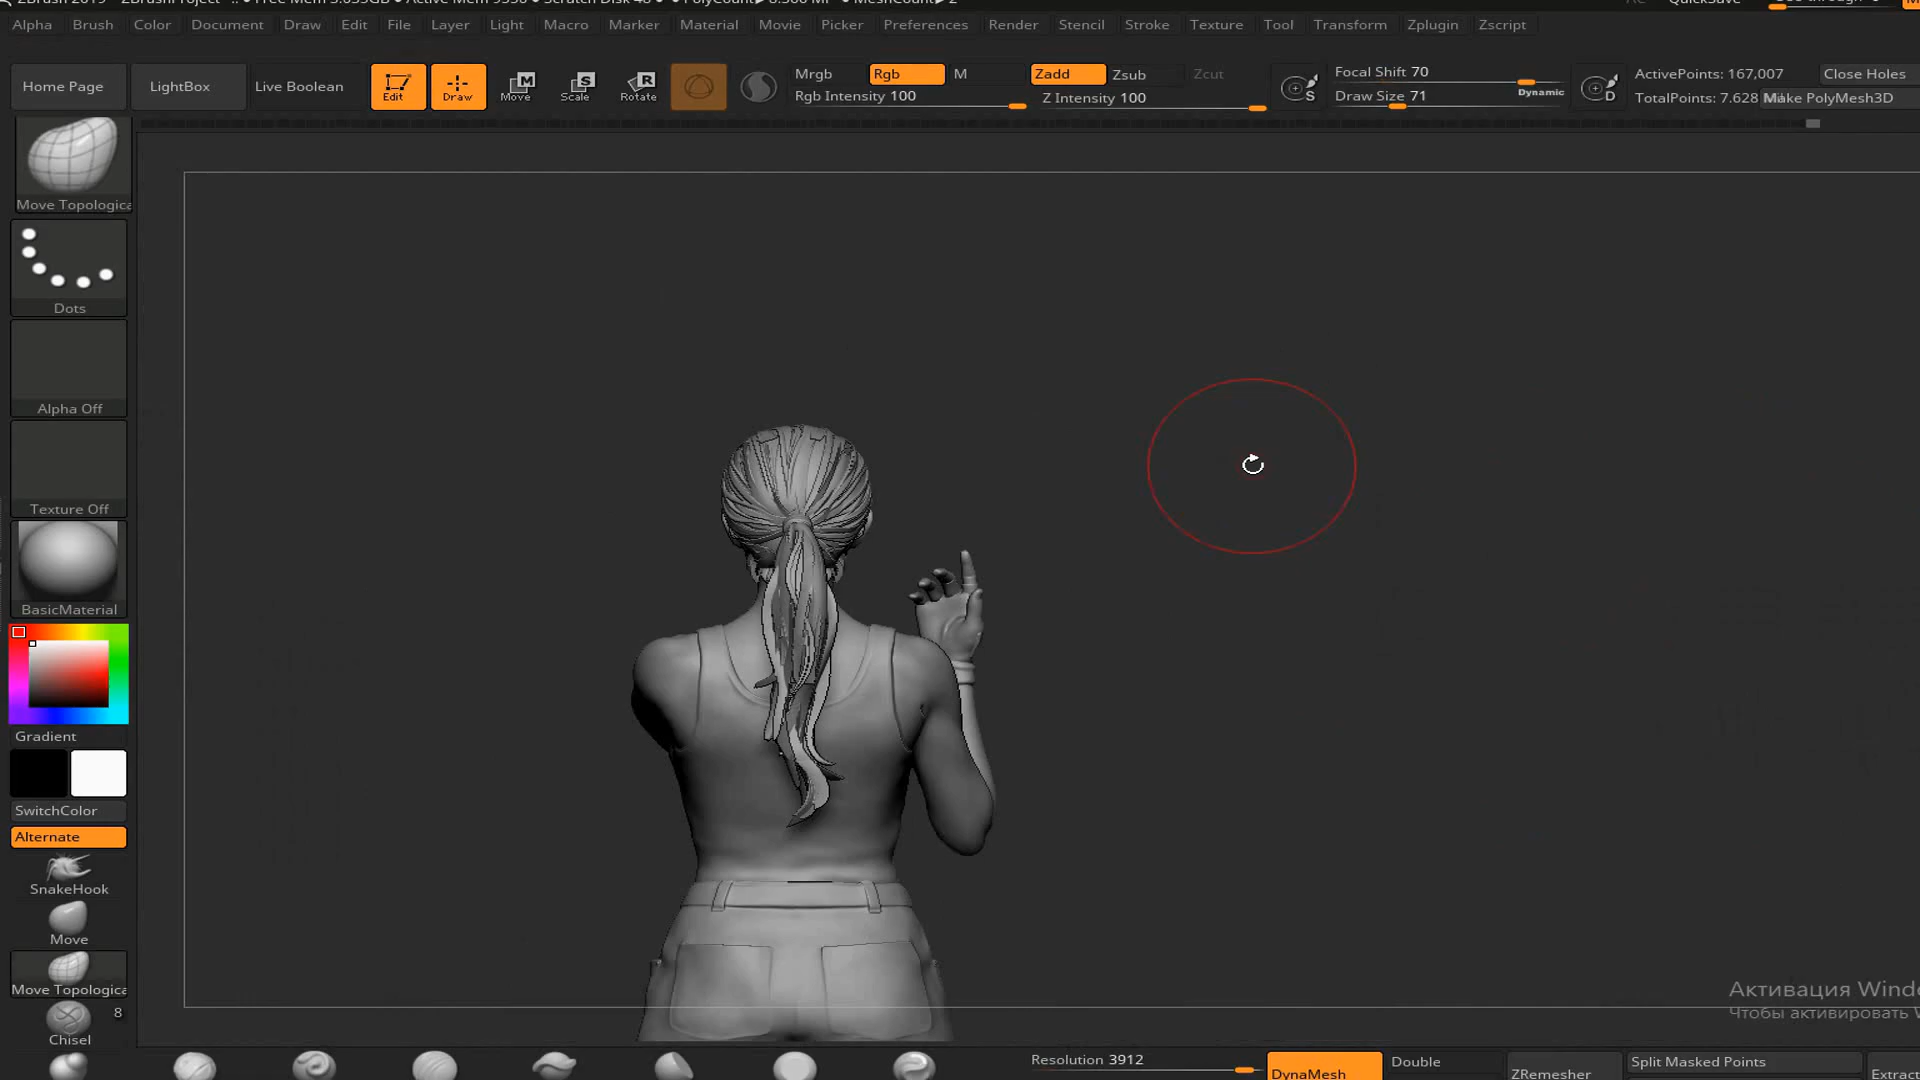 ZBrush 2019 ZBrushProject
QuickSave
Alpha Brush Color Document Draw Edit File Layer Light Macro Marker Material Movie Picker Preferences Render Stencil Stroke Texture Tool Transform Zplugin Zscript
Home Page LightBox Live Boolean Edit Draw Move Scale Rotate
Mrgb Rgb M Zadd Zsub Zcut Focal Shift 70 ActivePoints: 167,007 Close Holes
Rgb Intensity 100 Z Intensity 100 Draw Size 71 Dynamic TotalPoints: 7.628 Make PolyMesh3D
Move Topologica
Dots
Alpha Off
Texture Off
BasicMaterial
Gradient
SwitchColor
Alternate
SnakeHook
Move
Move Topologica
8
Chisel
Активация Windo
Чтобы активировать
Resolution 3912 DynaMesh Double ZRemesher Split Masked Points Extract